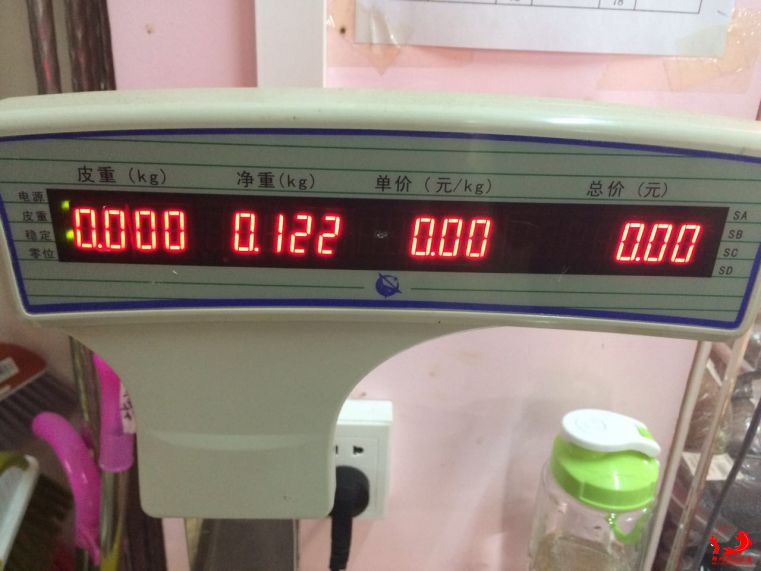 皮重 (kg) 净重(kg) 单价 (元/kg) 总价 (元)
电源
皮重
稳定
零位
0.000 0.122 0.00 0.00
SA
SB
SC
SD